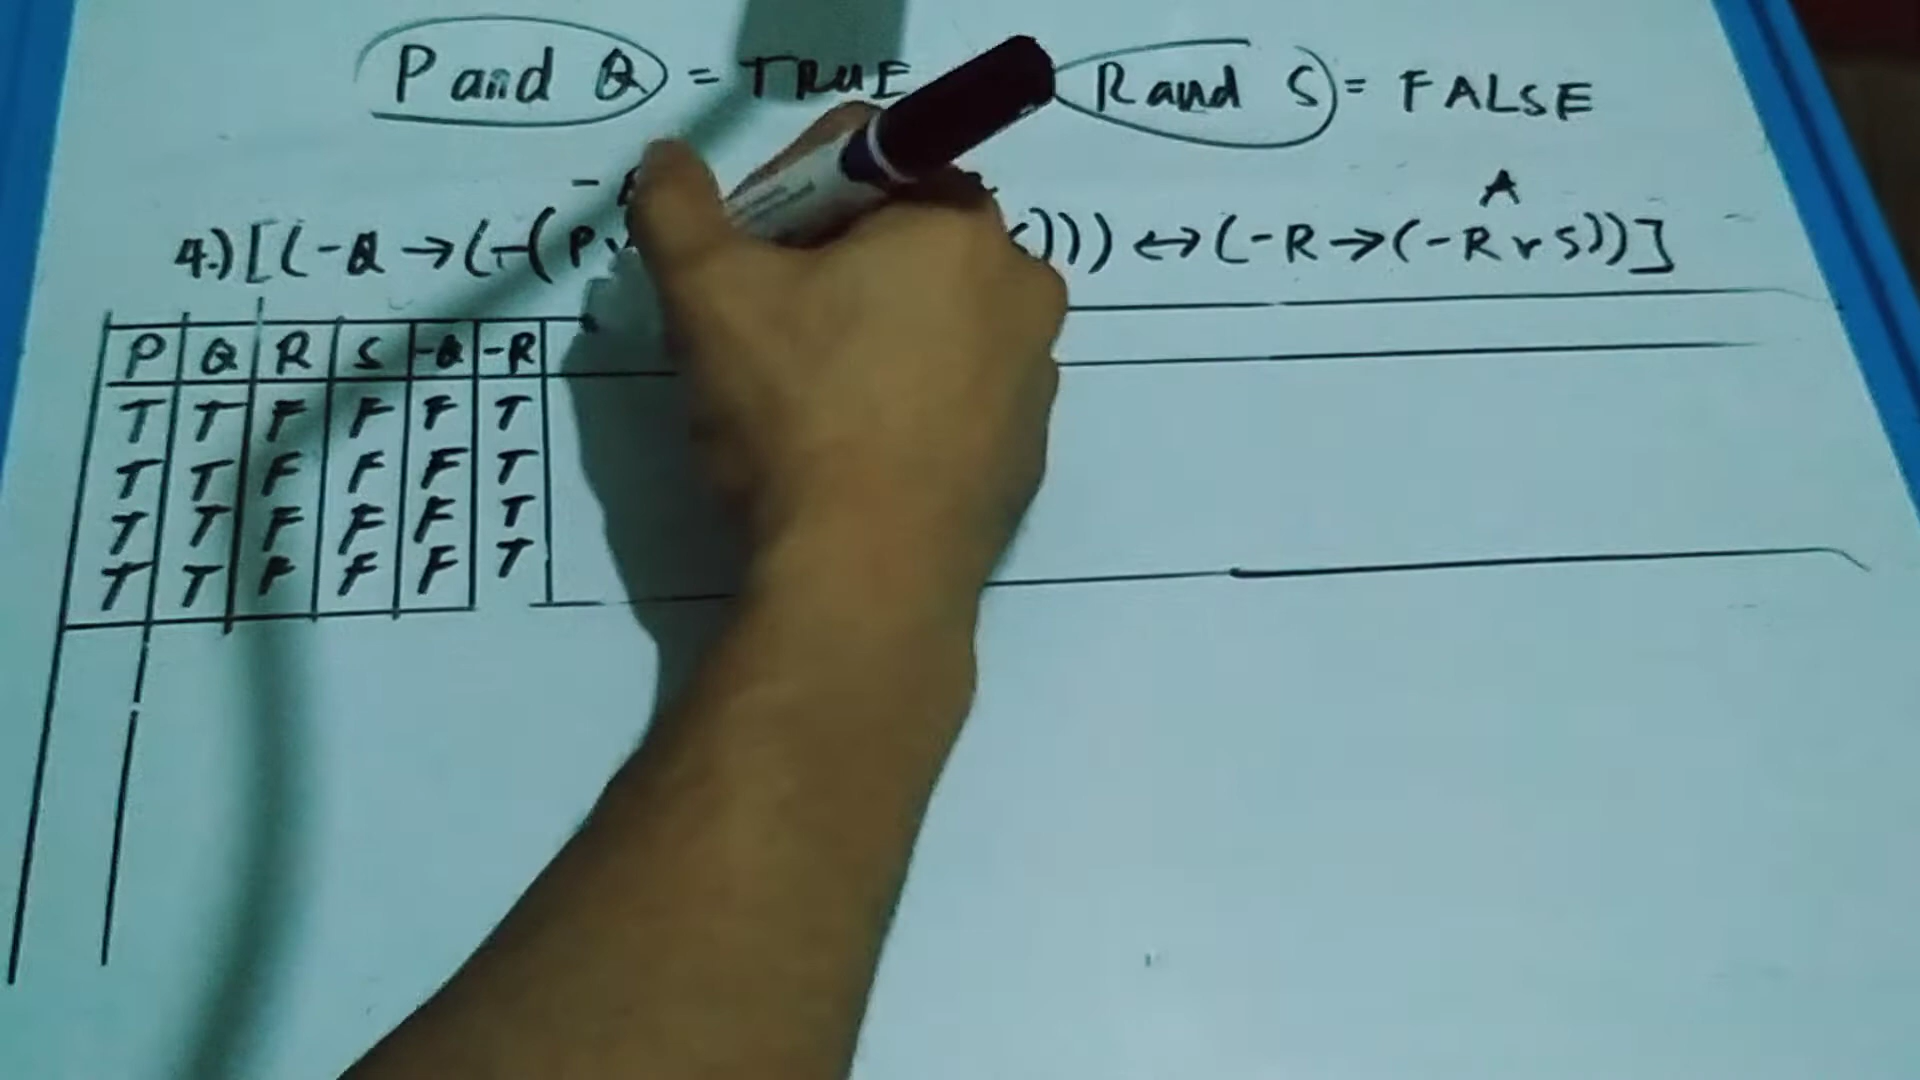 P and Q = TRUE R and S = FALSE
- A
4.) [(-Q → (-(P v ))) ↔ (-R → (-R v S))]
P Q R S -Q -R
T T F F F T
T T F F F T
T T F F F T
T T F F F T